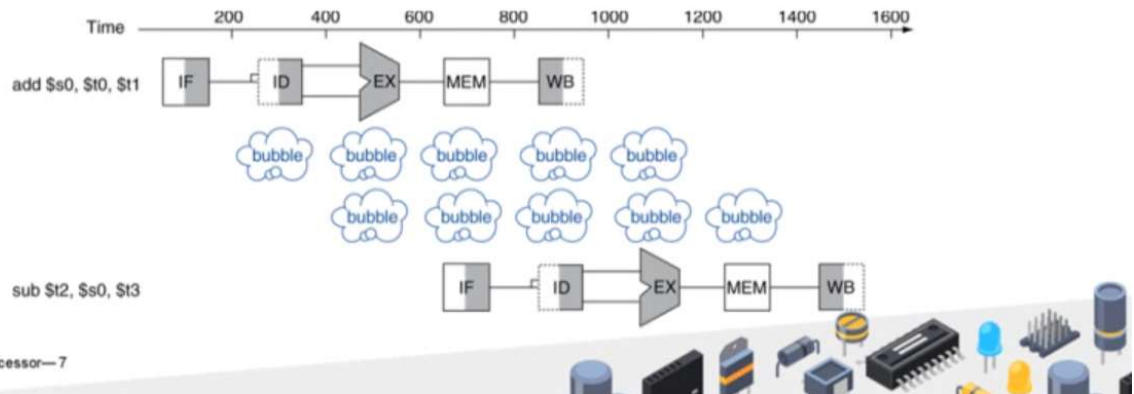 Time 200 400 600 800 1000 1200 1400 1600
add $s0, $t0, $t1 IF ID EX MEM WB
bubble bubble bubble bubble bubble
bubble bubble bubble bubble bubble
sub $t2, $s0, $t3 IF ID EX MEM WB
cessor—7